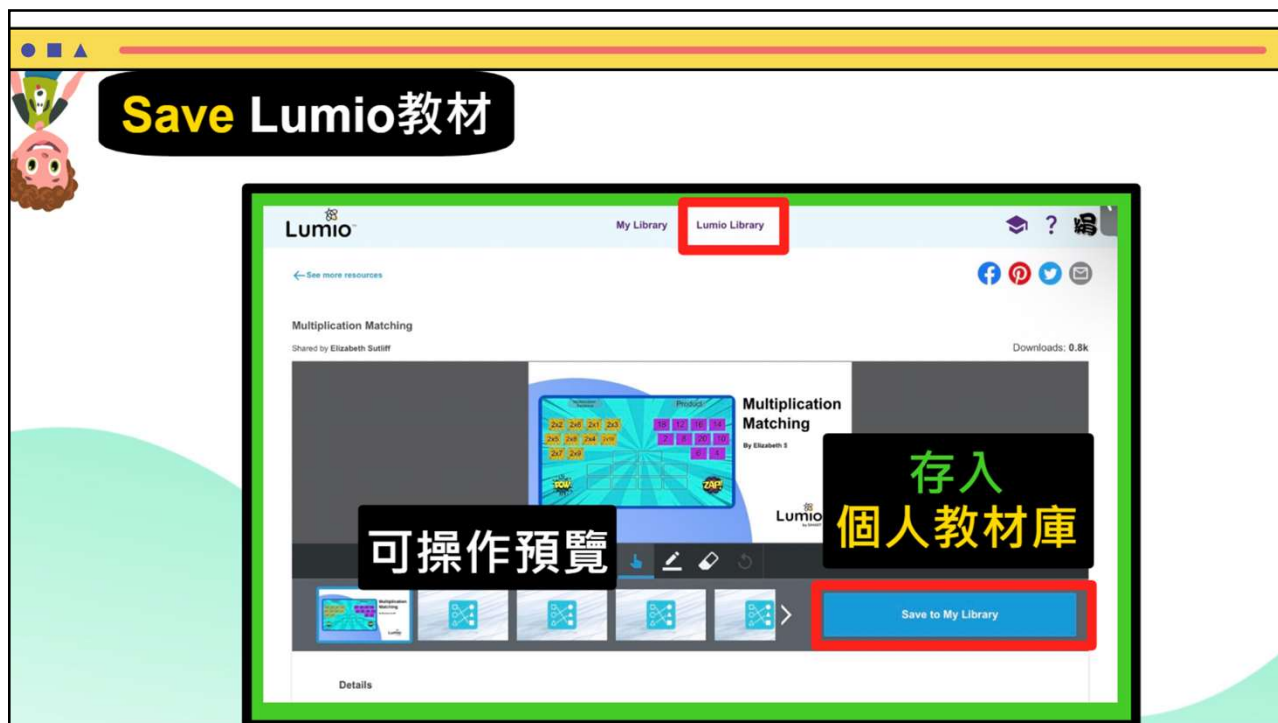 Save Lumio教材
Lumio
My Library
Lumio Library
?
See more resources
Multiplication Matching
Shared by Elizabeth Sutliff
Downloads: 0.8k
Product
2x2 2x6 2x1 2x3
18 12 16 14
2x5 2x8 2x4
2 8 20 10
2x7 2x9
6 4
POW
ZAP!
Multiplication
Matching
By Elizabeth S
Lumio
可操作預覽
存入
個人教材庫
Save to My Library
Details